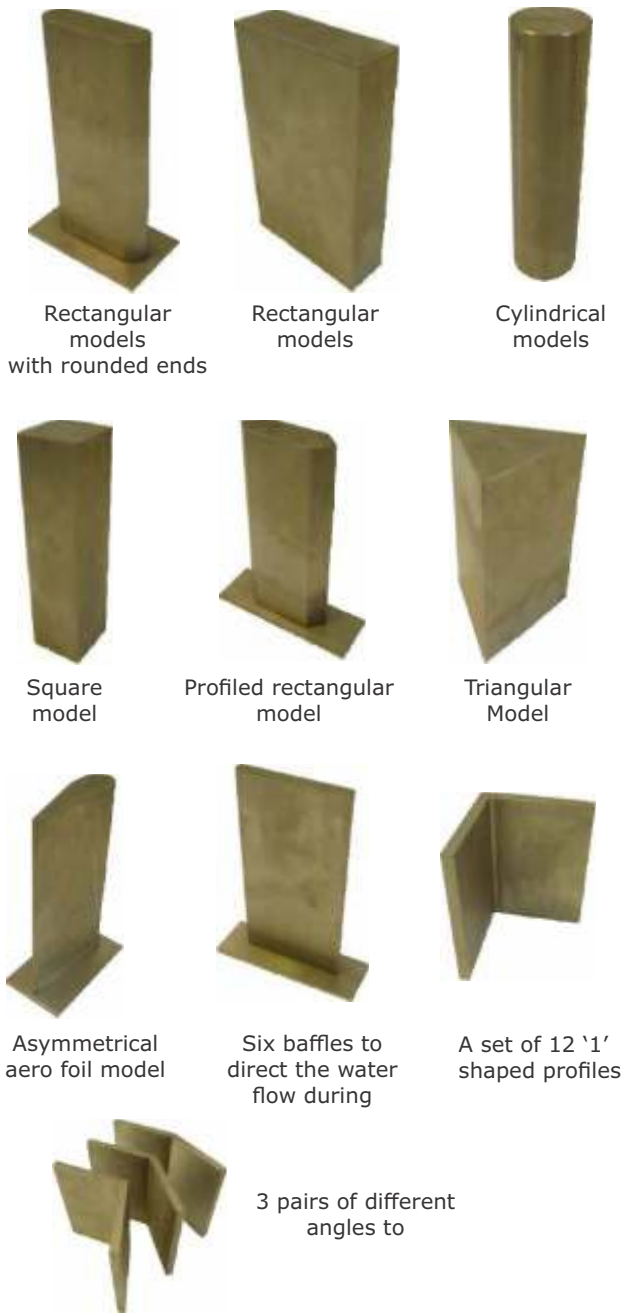 Rectangular
models
with rounded ends
Rectangular
models
Cylindrical
models
Square
model
Profiled rectangular
model
Triangular
Model
Asymmetrical
aero foil model
Six baffles to
direct the water
flow during
A set of 12 ‘1’
shaped profiles
3 pairs of different
angles to